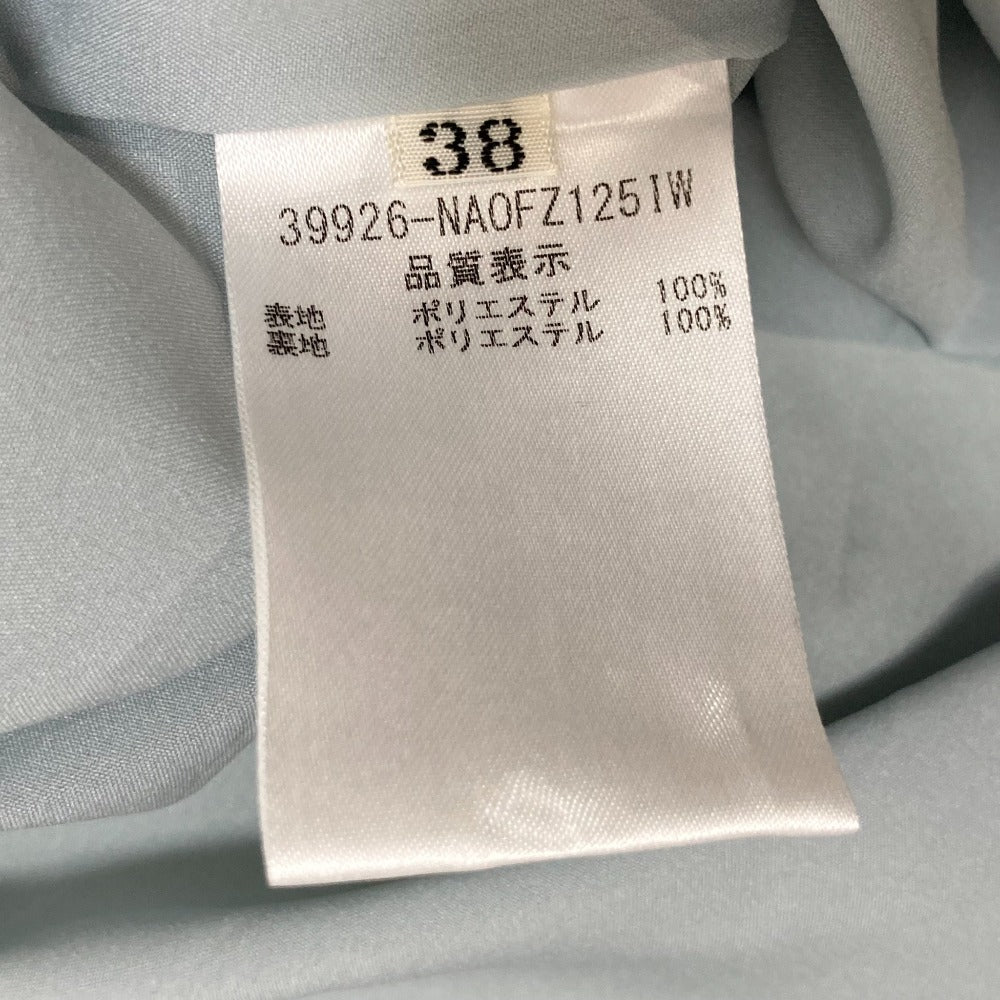 38
39926-NAOFZ125IW
品質表示
表地 ポリエステル 100%
裏地 ポリエステル 100%